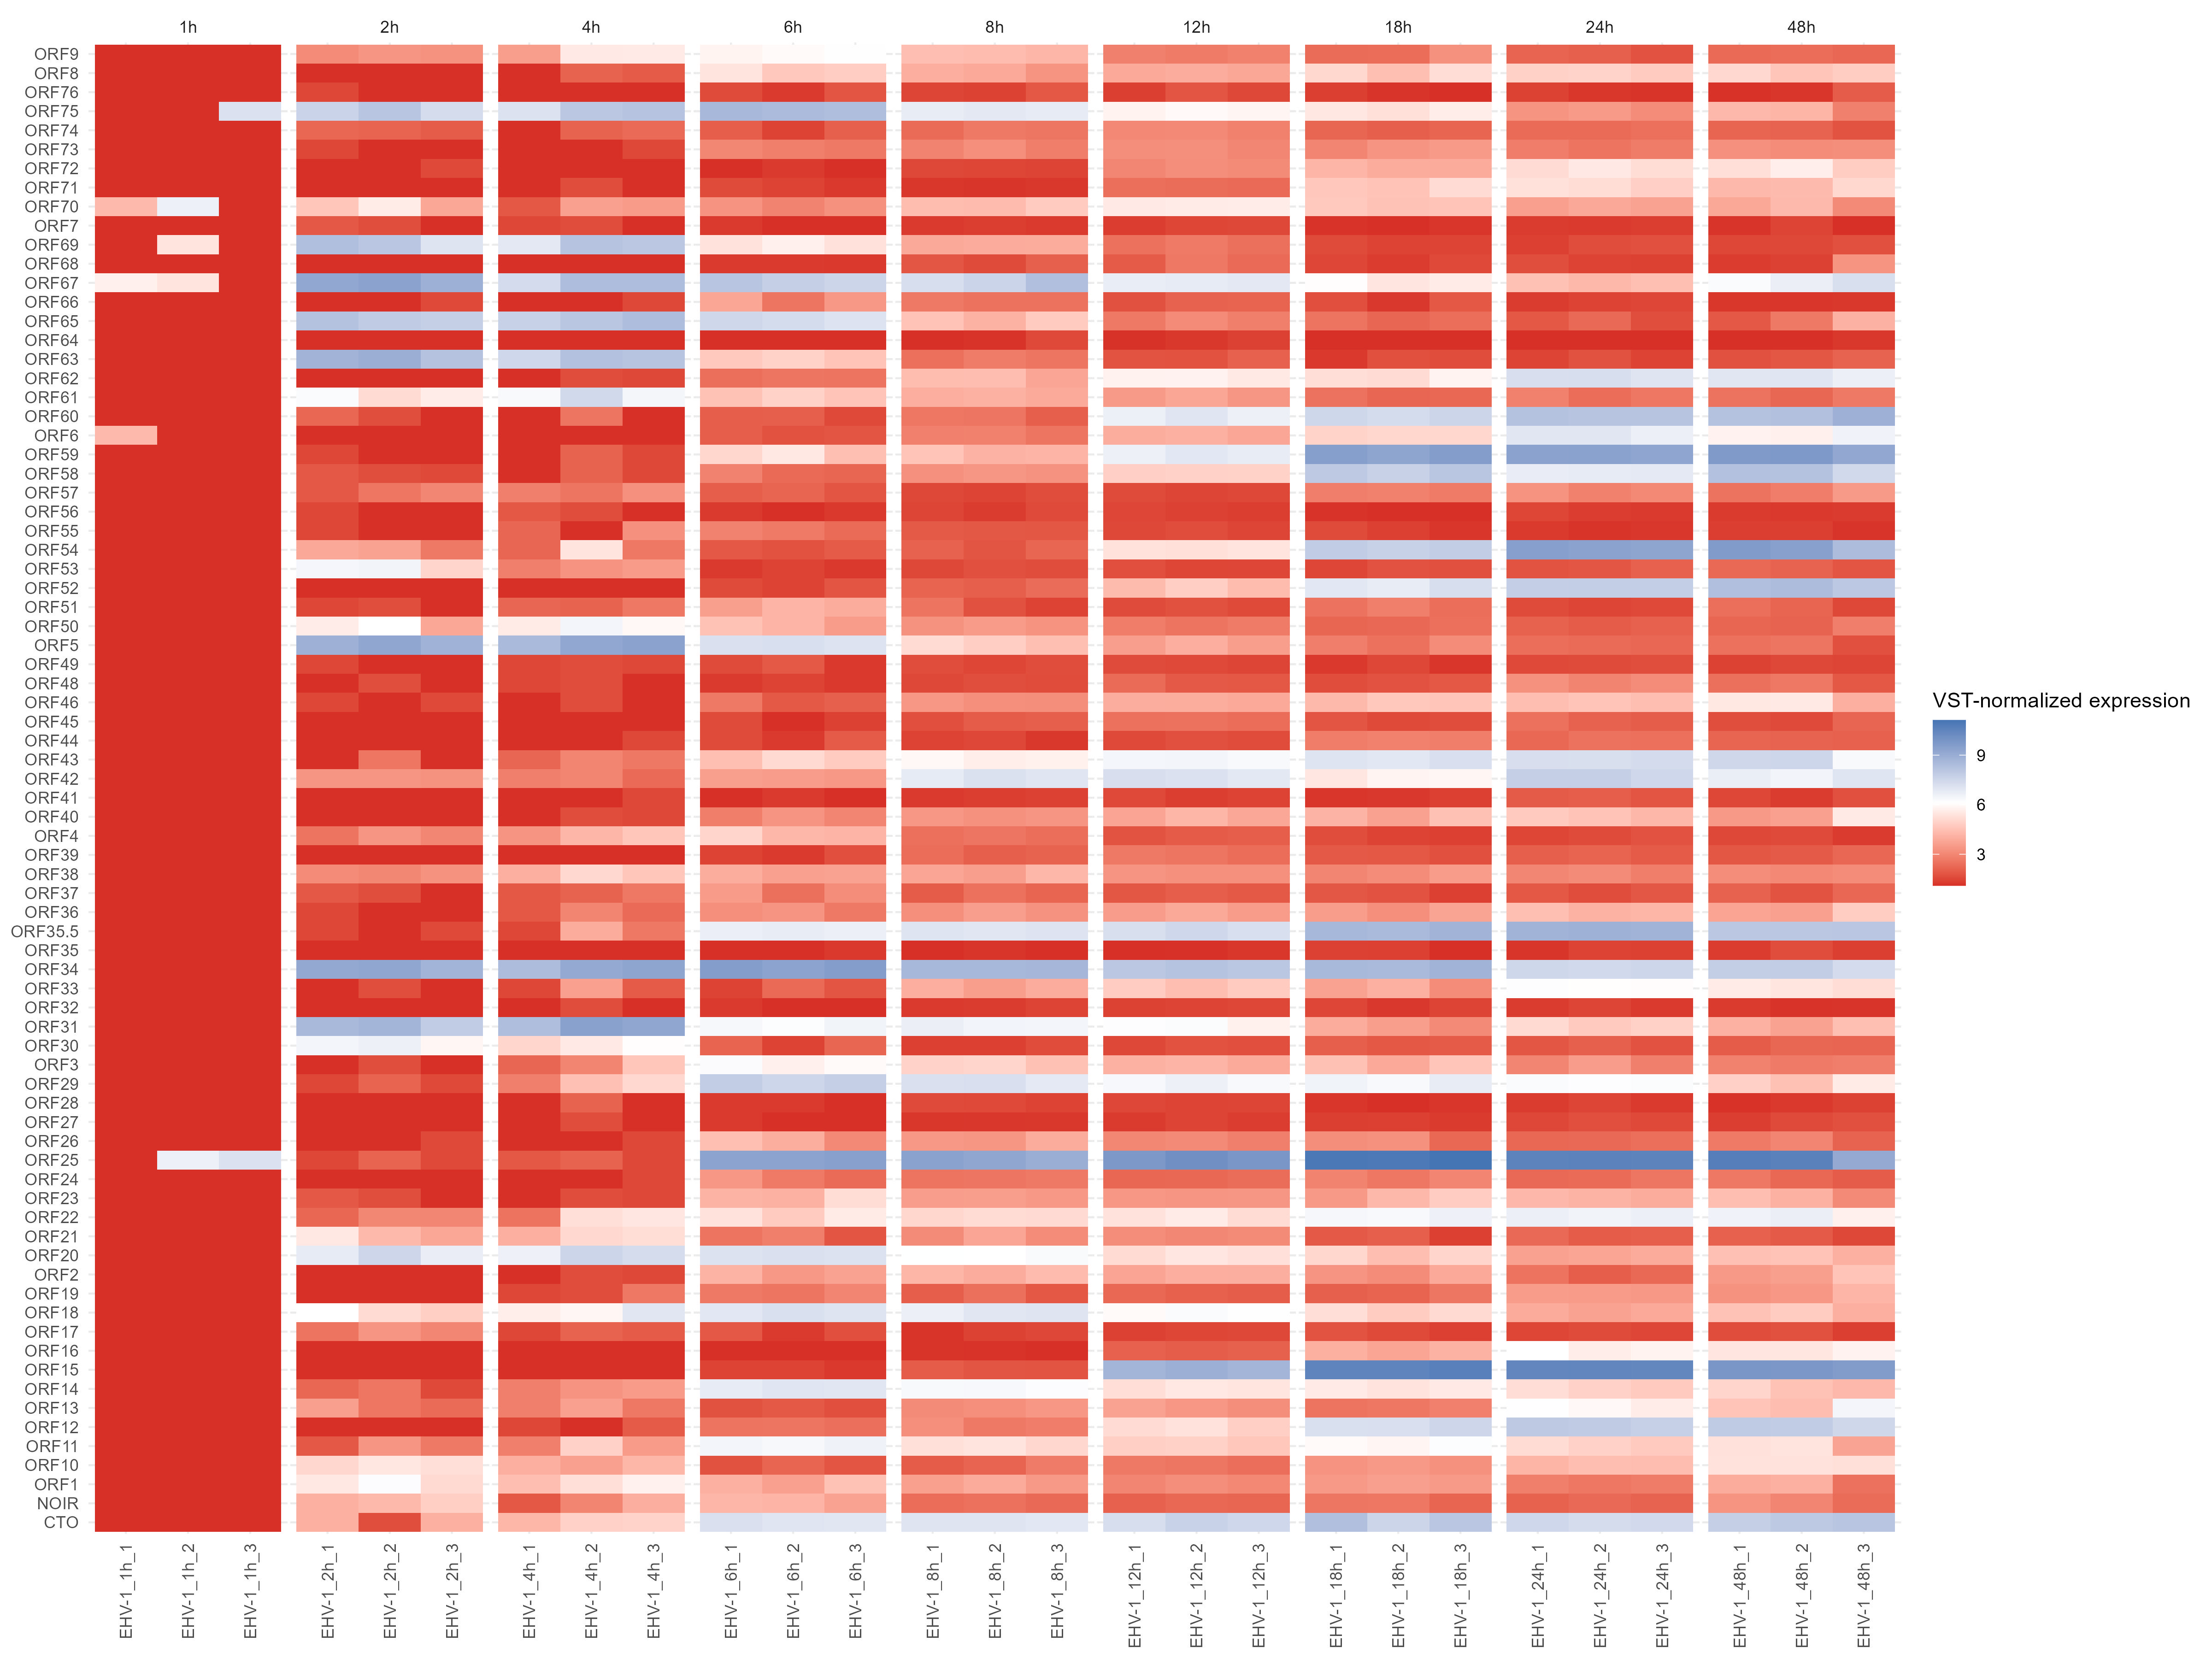 1h 2h 4h 6h 8h 12h 18h 24h 48h
ORF9
ORF8
ORF76
ORF75
ORF74
ORF73
ORF72
ORF71
ORF70
ORF7
ORF69
ORF68
ORF67
ORF66
ORF65
ORF64
ORF63
ORF62
ORF61
ORF60
ORF6
ORF59
ORF58
ORF57
ORF56
ORF55
ORF54
ORF53
ORF52
ORF51
ORF50
ORF5
ORF49
ORF48
ORF46
ORF45
ORF44
ORF43
ORF42
ORF41
ORF40
ORF4
ORF39
ORF38
ORF37
ORF36
ORF35.5
ORF35
ORF34
ORF33
ORF32
ORF31
ORF30
ORF3
ORF29
ORF28
ORF27
ORF26
ORF25
ORF24
ORF23
ORF22
ORF21
ORF20
ORF2
ORF19
ORF18
ORF17
ORF16
ORF15
ORF14
ORF13
ORF12
ORF11
ORF10
ORF1
NOIR
CTO
EHV-1_1h_1
EHV-1_1h_2
EHV-1_1h_3
EHV-1_2h_1
EHV-1_2h_2
EHV-1_2h_3
EHV-1_4h_1
EHV-1_4h_2
EHV-1_4h_3
EHV-1_6h_1
EHV-1_6h_2
EHV-1_6h_3
EHV-1_8h_1
EHV-1_8h_2
EHV-1_8h_3
EHV-1_12h_1
EHV-1_12h_2
EHV-1_12h_3
EHV-1_18h_1
EHV-1_18h_2
EHV-1_18h_3
EHV-1_24h_1
EHV-1_24h_2
EHV-1_24h_3
EHV-1_48h_1
EHV-1_48h_2
EHV-1_48h_3
VST-normalized expression
9
6
3